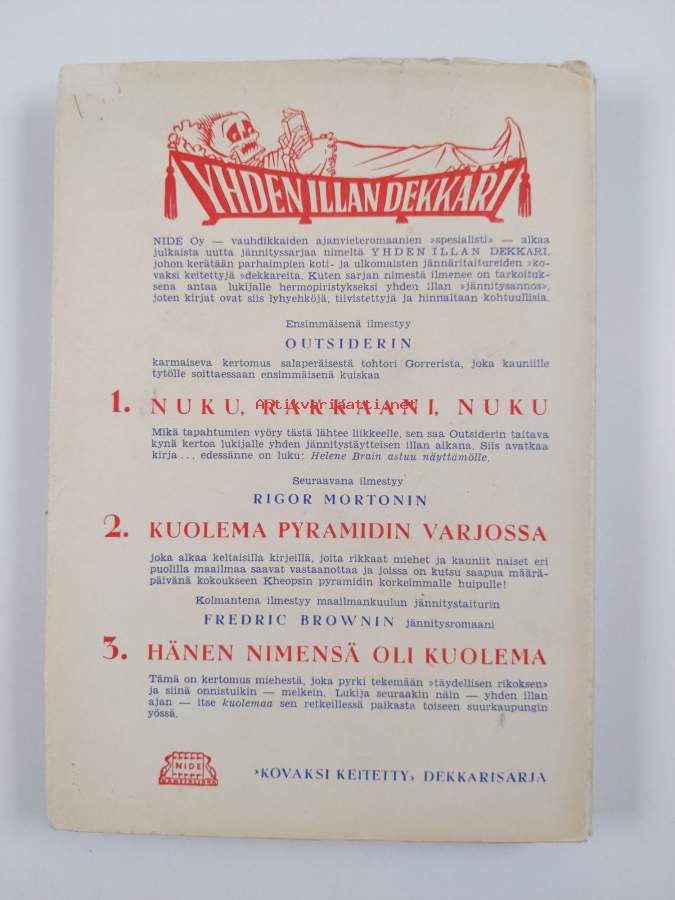 YHDEN ILLAN DEKKARI
NIDE Oy — vauhdikkaiden ajanvieteromaanien »spesialisti» — alkaa
julkaista uutta jännityssarjaa nimeltä YHDEN ILLAN DEKKARI,
johon kerätään parhaimpien koti- ja ulkomaisten jännäritaitureiden »ko-
vaksi keitettyjä »dekkareita. Kuten sarjan nimestä ilmenee on tarkoituk-
sena antaa lukijalle hermopiristykseksi yhden illan »jännitysannos»,
joten kirjat ovat siis lyhyehköjä, tiivistettyjä ja hinnaltaan kohtuullisia.
Ensimmäisenä ilmestyy
OUTSIDERIN
karmaiseva kertomus salaperäisestä tohtori Gorrerista, joka kauniille
tytölle soittaessaan ensimmäisenä kuiskaa
1. NUKU, RAKKAANI, NUKU
Antikvariaatti.net
Mikä tapahtumien vyöry tästä lähtee liikkeelle, sen saa Outsiderin taitava
kynä kertoa lukijalle yhden jännitystäytteisen illan aikana. Siis avatkaa
kirja ... edessänne on luku: Helene Brain astuu näyttämölle.
Seuraavana ilmestyy
RIGOR MORTONIN
2. KUOLEMA PYRAMIDIN VARJOSSA
joka alkaa keltaisilla kirjeillä, joita rikkaat miehet ja kauniit naiset eri
puolilla maailmaa saavat vastaanottaa ja joissa on kutsu saapua määrä-
päivänä kokoukseen Kheopsin pyramidin korkeimmalle huipulle!
Kolmantena ilmestyy maailmankuulun jännitystaiturin
FREDRIC BROWNIN jännitysromaani
3. HÄNEN NIMENSÄ OLI KUOLEMA
Tämä on kertomus miehestä, joka pyrki tekemään »täydellisen rikoksen»
ja siinä onnistuikin — melkein. Lukija seuraakin näin — yhden illan
ajan — itse kuolemaa sen retkeillessä paikasta toiseen suurkaupungin
yössä.
NIDE
»KOVAKSI KEITETTY» DEKKARISARJA